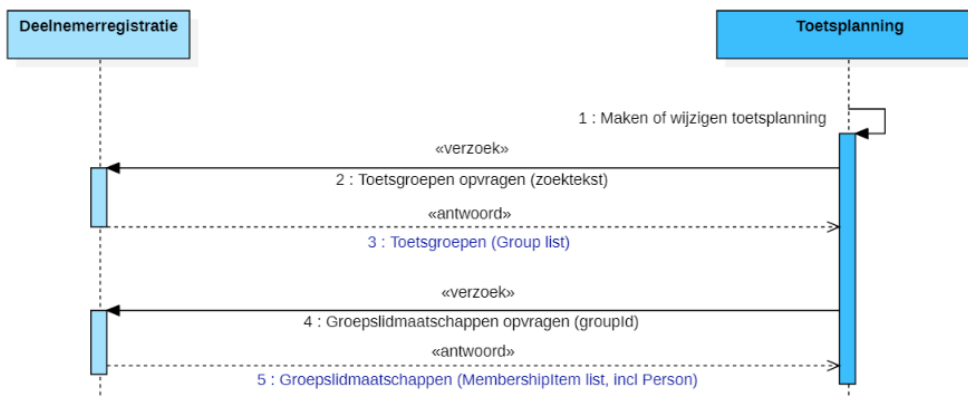 Deelnemerregistratie
Toetsplanning
1 : Maken of wijzigen toetsplanning
«verzoek»
2 : Toetsgroepen opvragen (zoektekst)
«antwoord»
3 : Toetsgroepen (Group list)
«verzoek»
4 : Groepslidmaatschappen opvragen (groupId)
«antwoord»
5 : Groepslidmaatschappen (MembershipItem list, incl Person)